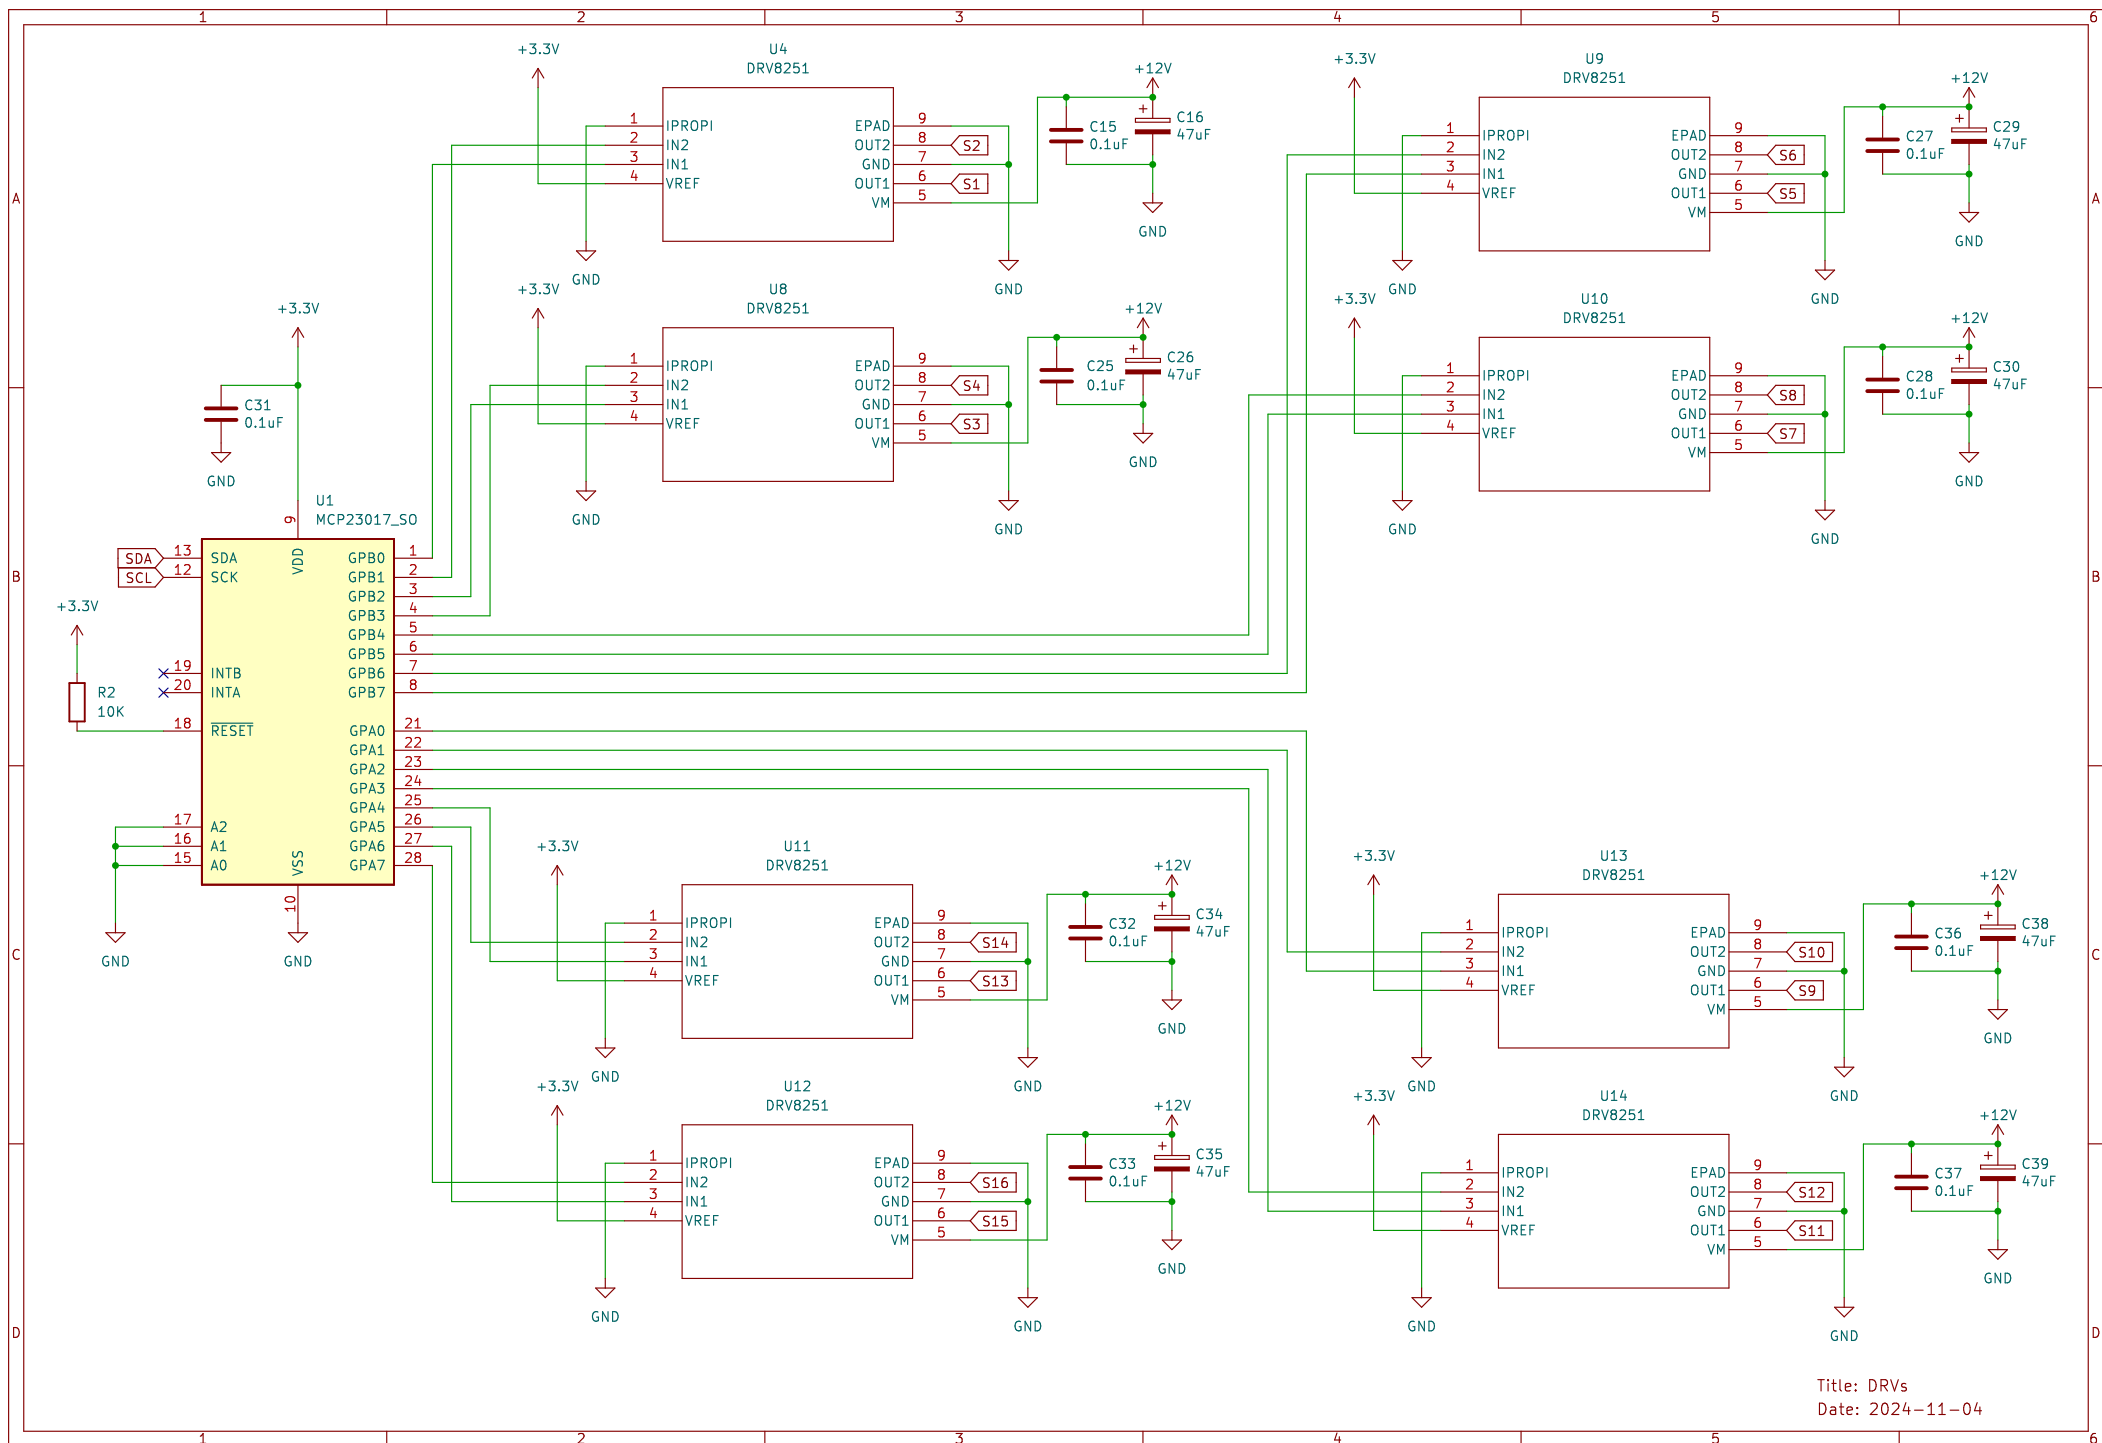 1 2 3 4 5 6
A
B
C
D
A
B
C
D
1 2 3 4 5 6
+3.3V
C31
0.1uF
GND
U1
MCP23017_SO
9
VDD
SDA 13 SDA
SCL 12 SCK
19 INTB
20 INTA
18 RESET
17 A2
16 A1
15 A0
10
VSS
GPB0 1
GPB1 2
GPB2 3
GPB3 4
GPB4 5
GPB5 6
GPB6 7
GPB7 8
GPA0 21
GPA1 22
GPA2 23
GPA3 24
GPA4 25
GPA5 26
GPA6 27
GPA7 28
+3.3V
R2
10K
GND
GND
+3.3V
U4
DRV8251
1 IPROPI
2 IN2
3 IN1
4 VREF
EPAD 9
OUT2 8 S2
GND 7
OUT1 6 S1
VM 5
GND
GND
+12V
C15
0.1uF
+ C16
47uF
GND
+3.3V
U8
DRV8251
1 IPROPI
2 IN2
3 IN1
4 VREF
EPAD 9
OUT2 8 S4
GND 7
OUT1 6 S3
VM 5
GND
GND
+12V
C25
0.1uF
+ C26
47uF
GND
+3.3V
U9
DRV8251
1 IPROPI
2 IN2
3 IN1
4 VREF
EPAD 9
OUT2 8 S6
GND 7
OUT1 6 S5
VM 5
GND
GND
+12V
C27
0.1uF
+ C29
47uF
GND
+3.3V
U10
DRV8251
1 IPROPI
2 IN2
3 IN1
4 VREF
EPAD 9
OUT2 8 S8
GND 7
OUT1 6 S7
VM 5
GND
GND
+12V
C28
0.1uF
+ C30
47uF
GND
+3.3V
U11
DRV8251
1 IPROPI
2 IN2
3 IN1
4 VREF
EPAD 9
OUT2 8 S14
GND 7
OUT1 6 S13
VM 5
GND
GND
+12V
C32
0.1uF
+ C34
47uF
GND
+3.3V
U12
DRV8251
1 IPROPI
2 IN2
3 IN1
4 VREF
EPAD 9
OUT2 8 S16
GND 7
OUT1 6 S15
VM 5
GND
GND
+12V
C33
0.1uF
+ C35
47uF
GND
+3.3V
U13
DRV8251
1 IPROPI
2 IN2
3 IN1
4 VREF
EPAD 9
OUT2 8 S10
GND 7
OUT1 6 S9
VM 5
GND
GND
+12V
C36
0.1uF
+ C38
47uF
GND
+3.3V
U14
DRV8251
1 IPROPI
2 IN2
3 IN1
4 VREF
EPAD 9
OUT2 8 S12
GND 7
OUT1 6 S11
VM 5
GND
GND
+12V
C37
0.1uF
+ C39
47uF
GND
Title: DRVs
Date: 2024-11-04